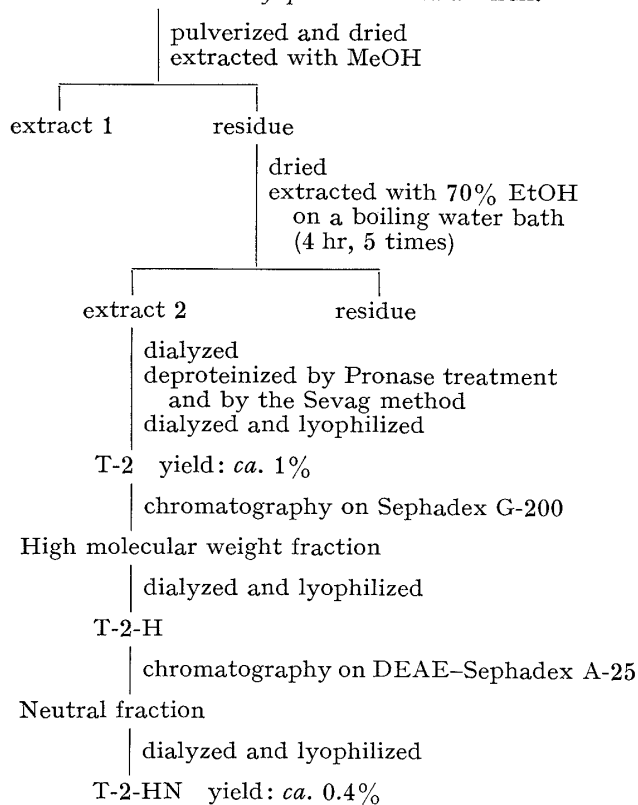 pulverized and dried
extracted with MeOH
extract 1 residue
dried
extracted with 70% EtOH
on a boiling water bath
(4 hr, 5 times)
extract 2 residue
dialyzed
deproteinized by Pronase treatment
and by the Sevag method
dialyzed and lyophilized
T-2 yield: ca. 1%
chromatography on Sephadex G-200
High molecular weight fraction
dialyzed and lyophilized
T-2-H
chromatography on DEAE–Sephadex A-25
Neutral fraction
dialyzed and lyophilized
T-2-HN yield: ca. 0.4%